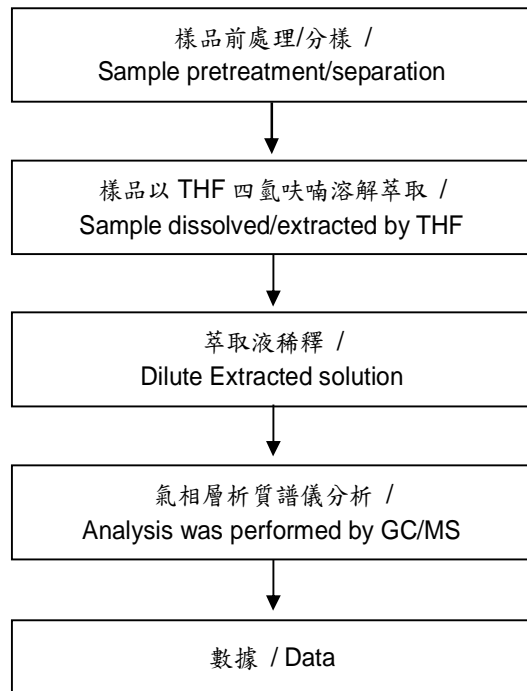 樣品前處理/分樣 /
Sample pretreatment/separation
樣品以 THF 四氫呋喃溶解萃取 /
Sample dissolved/extracted by THF
萃取液稀釋 /
Dilute Extracted solution
氣相層析質譜儀分析 /
Analysis was performed by GC/MS
數據 / Data